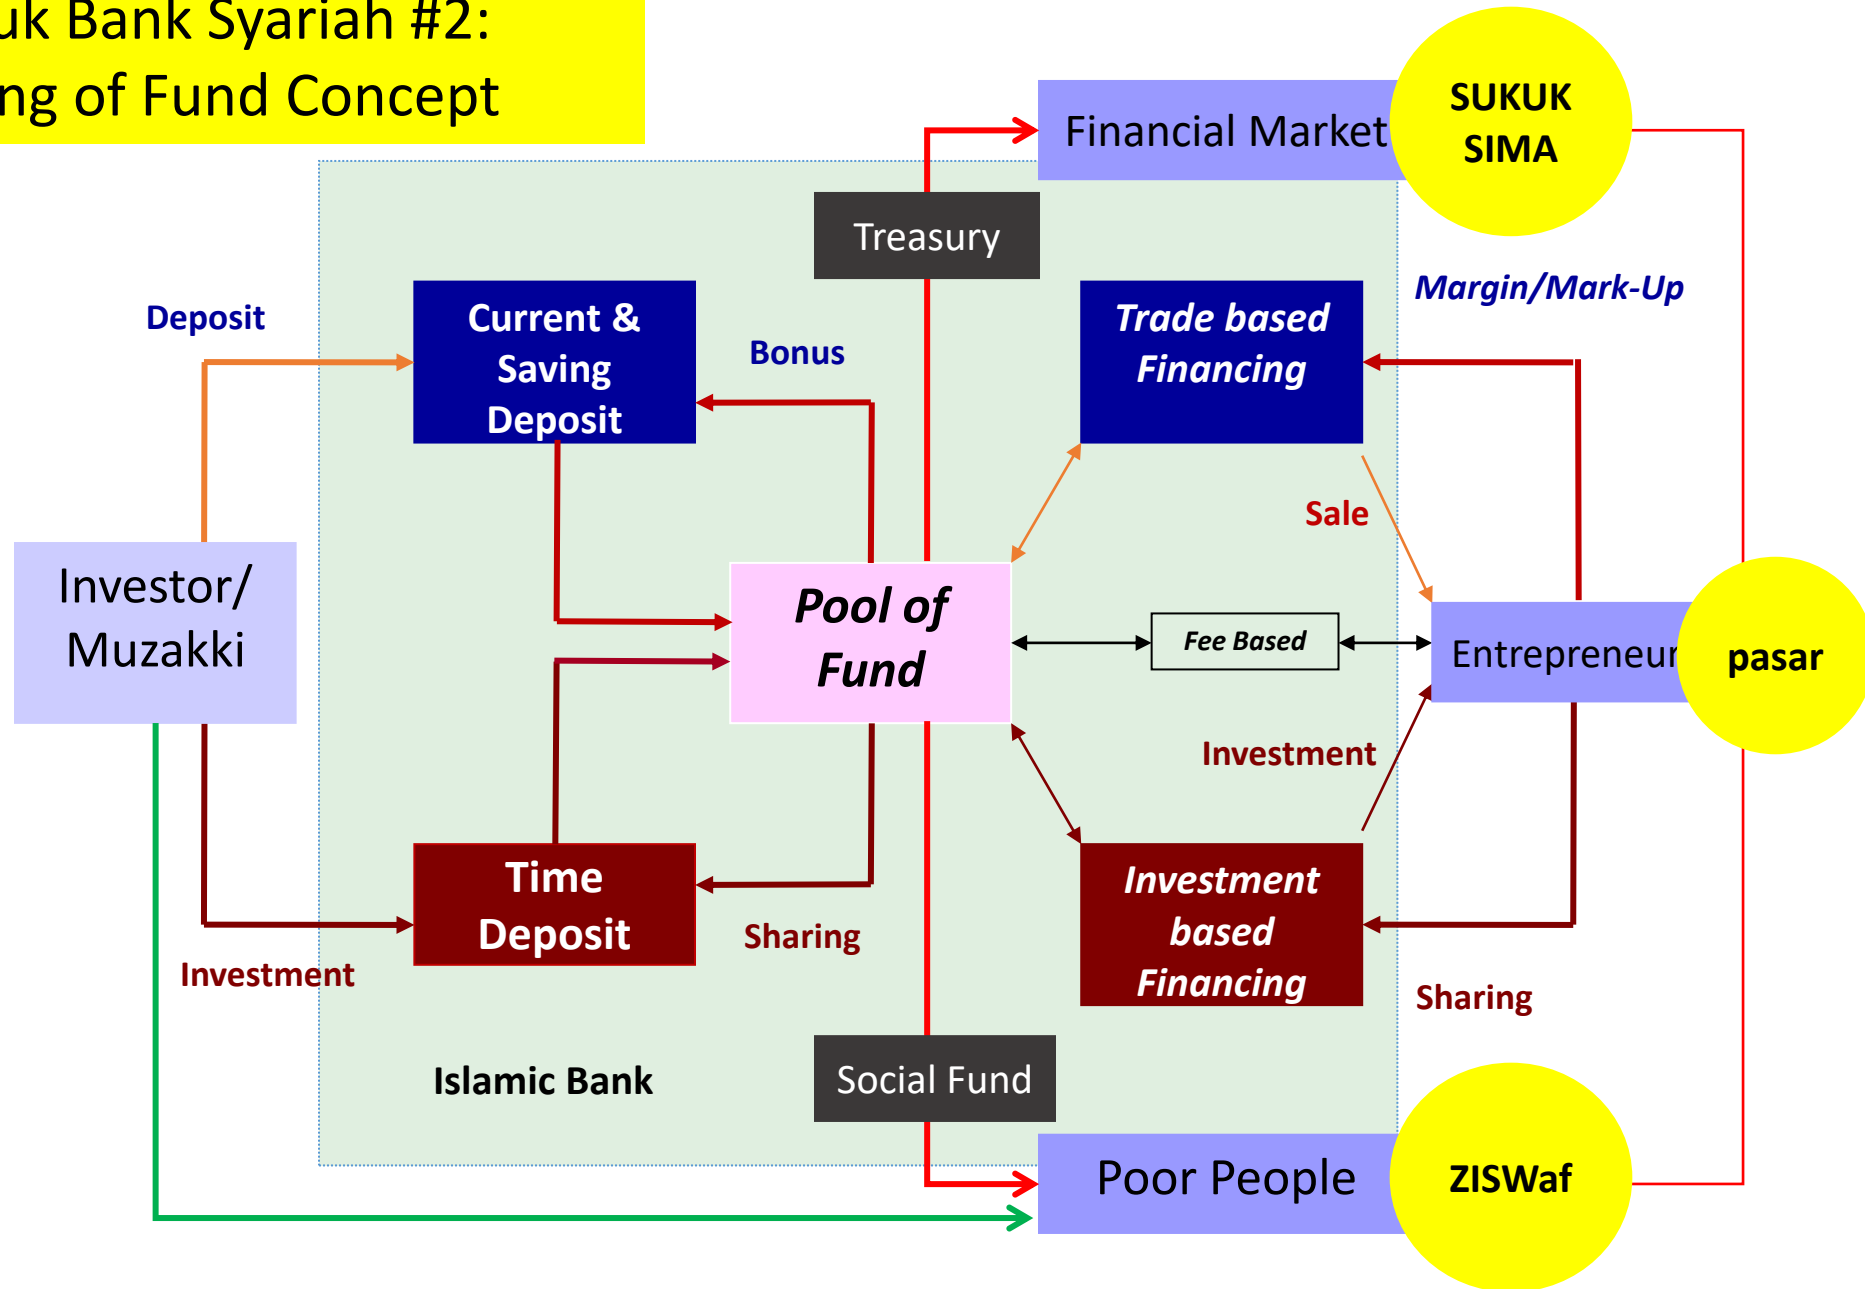 uk Bank Syariah #2:
ng of Fund Concept
Financial Market
SUKUK
SIMA
Treasury
Deposit
Current &
Saving
Deposit
Bonus
Trade based
Financing
Margin/Mark-Up
Sale
Investor/
Muzakki
Pool of
Fund
Fee Based
Entrepreneur
pasar
Investment
Time
Deposit
Sharing
Investment
based
Financing
Investment
Sharing
Islamic Bank
Social Fund
Poor People
ZISWaf